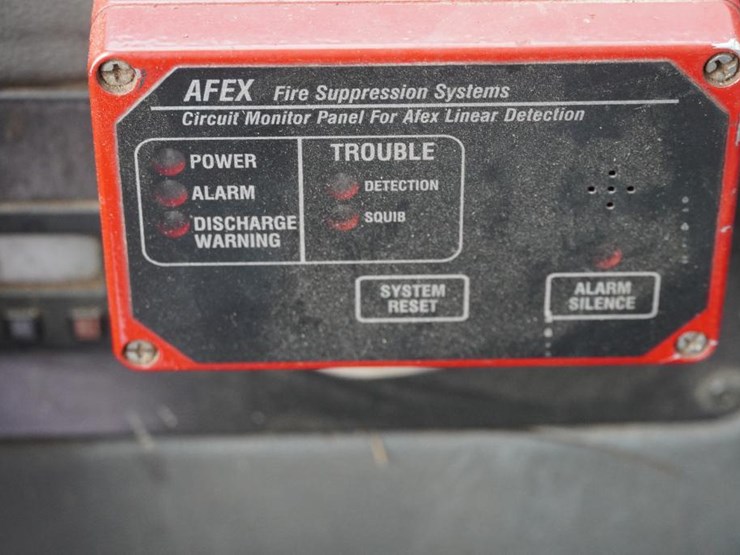 AFEX Fire Suppression Systems
Circuit Monitor Panel For Afex Linear Detection
POWER
ALARM
DISCHARGE
WARNING
TROUBLE
DETECTION
SQUIB
SYSTEM
RESET
ALARM
SILENCE